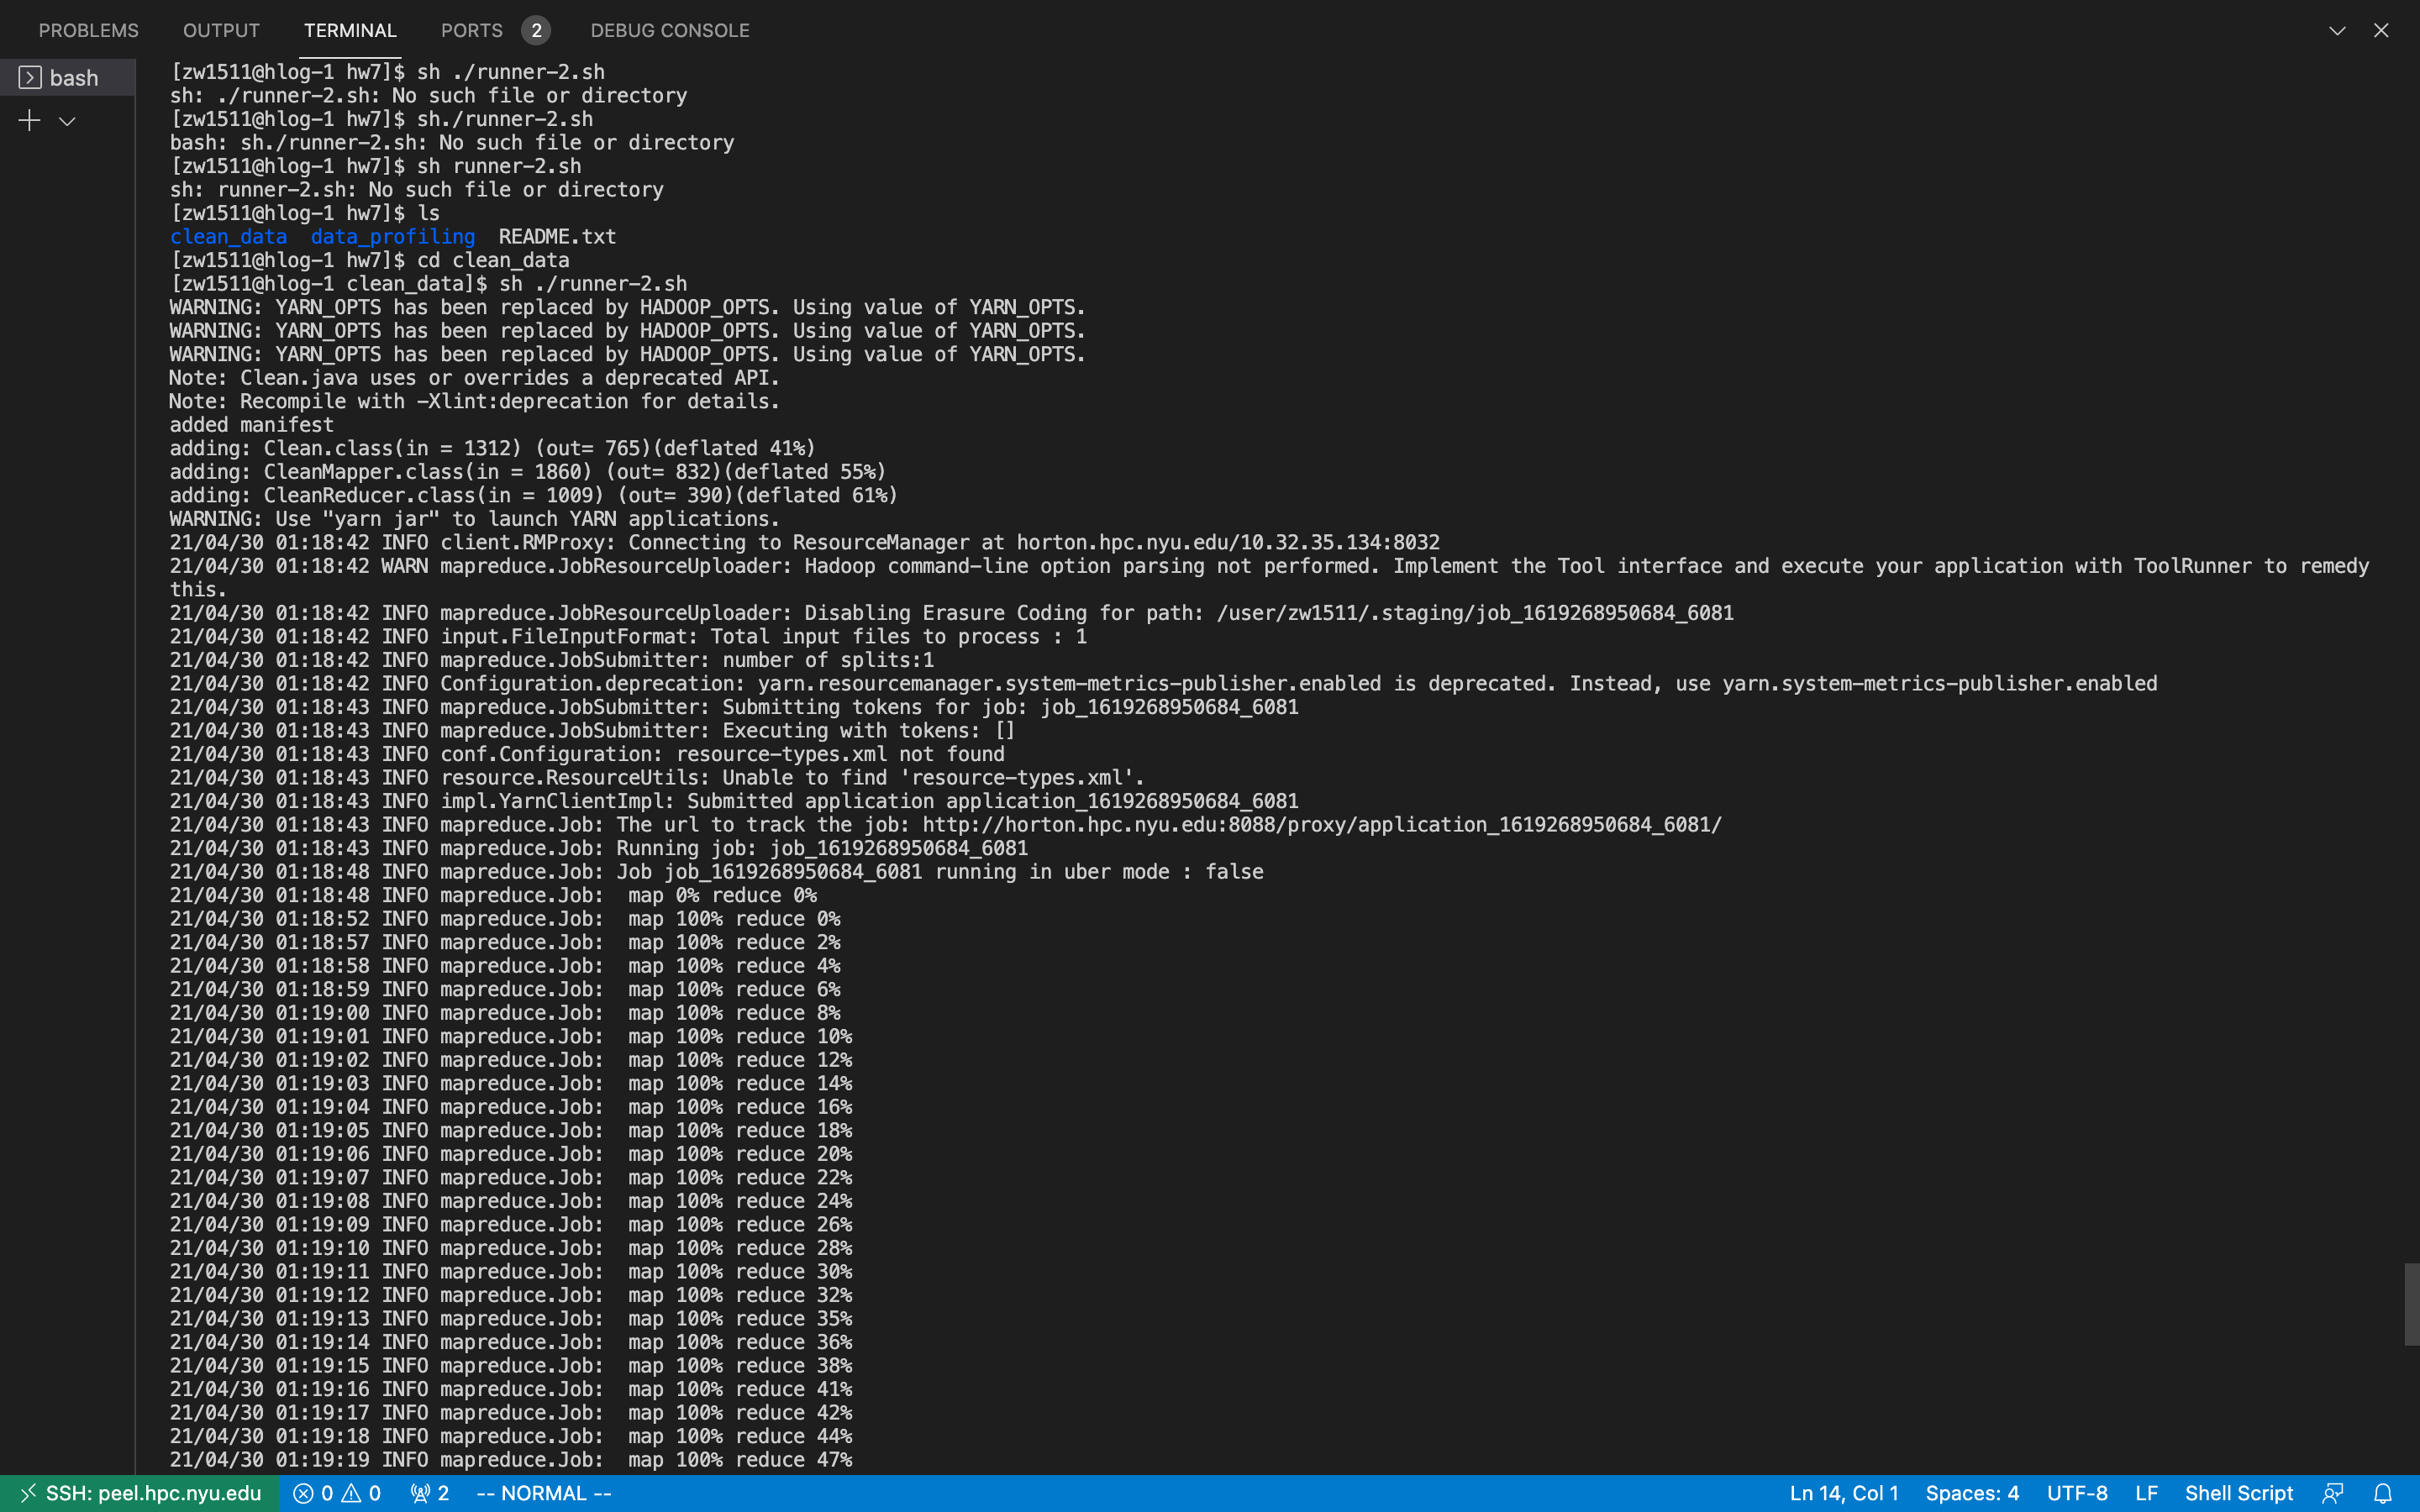 PROBLEMS OUTPUT TERMINAL PORTS 2 DEBUG CONSOLE
bash
[zw1511@hlog-1 hw7]$ sh ./runner-2.sh
sh: ./runner-2.sh: No such file or directory
[zw1511@hlog-1 hw7]$ sh./runner-2.sh
bash: sh./runner-2.sh: No such file or directory
[zw1511@hlog-1 hw7]$ sh runner-2.sh
sh: runner-2.sh: No such file or directory
[zw1511@hlog-1 hw7]$ ls
clean_data  data_profiling  README.txt
[zw1511@hlog-1 hw7]$ cd clean_data
[zw1511@hlog-1 clean_data]$ sh ./runner-2.sh
WARNING: YARN_OPTS has been replaced by HADOOP_OPTS. Using value of YARN_OPTS.
WARNING: YARN_OPTS has been replaced by HADOOP_OPTS. Using value of YARN_OPTS.
WARNING: YARN_OPTS has been replaced by HADOOP_OPTS. Using value of YARN_OPTS.
Note: Clean.java uses or overrides a deprecated API.
Note: Recompile with -Xlint:deprecation for details.
added manifest
adding: Clean.class(in = 1312) (out= 765)(deflated 41%)
adding: CleanMapper.class(in = 1860) (out= 832)(deflated 55%)
adding: CleanReducer.class(in = 1009) (out= 390)(deflated 61%)
WARNING: Use "yarn jar" to launch YARN applications.
21/04/30 01:18:42 INFO client.RMProxy: Connecting to ResourceManager at horton.hpc.nyu.edu/10.32.35.134:8032
21/04/30 01:18:42 WARN mapreduce.JobResourceUploader: Hadoop command-line option parsing not performed. Implement the Tool interface and execute your application with ToolRunner to remedy
this.
21/04/30 01:18:42 INFO mapreduce.JobResourceUploader: Disabling Erasure Coding for path: /user/zw1511/.staging/job_1619268950684_6081
21/04/30 01:18:42 INFO input.FileInputFormat: Total input files to process : 1
21/04/30 01:18:42 INFO mapreduce.JobSubmitter: number of splits:1
21/04/30 01:18:42 INFO Configuration.deprecation: yarn.resourcemanager.system-metrics-publisher.enabled is deprecated. Instead, use yarn.system-metrics-publisher.enabled
21/04/30 01:18:43 INFO mapreduce.JobSubmitter: Submitting tokens for job: job_1619268950684_6081
21/04/30 01:18:43 INFO mapreduce.JobSubmitter: Executing with tokens: []
21/04/30 01:18:43 INFO conf.Configuration: resource-types.xml not found
21/04/30 01:18:43 INFO resource.ResourceUtils: Unable to find 'resource-types.xml'.
21/04/30 01:18:43 INFO impl.YarnClientImpl: Submitted application application_1619268950684_6081
21/04/30 01:18:43 INFO mapreduce.Job: The url to track the job: http://horton.hpc.nyu.edu:8088/proxy/application_1619268950684_6081/
21/04/30 01:18:43 INFO mapreduce.Job: Running job: job_1619268950684_6081
21/04/30 01:18:48 INFO mapreduce.Job: Job job_1619268950684_6081 running in uber mode : false
21/04/30 01:18:48 INFO mapreduce.Job:  map 0% reduce 0%
21/04/30 01:18:52 INFO mapreduce.Job:  map 100% reduce 0%
21/04/30 01:18:57 INFO mapreduce.Job:  map 100% reduce 2%
21/04/30 01:18:58 INFO mapreduce.Job:  map 100% reduce 4%
21/04/30 01:18:59 INFO mapreduce.Job:  map 100% reduce 6%
21/04/30 01:19:00 INFO mapreduce.Job:  map 100% reduce 8%
21/04/30 01:19:01 INFO mapreduce.Job:  map 100% reduce 10%
21/04/30 01:19:02 INFO mapreduce.Job:  map 100% reduce 12%
21/04/30 01:19:03 INFO mapreduce.Job:  map 100% reduce 14%
21/04/30 01:19:04 INFO mapreduce.Job:  map 100% reduce 16%
21/04/30 01:19:05 INFO mapreduce.Job:  map 100% reduce 18%
21/04/30 01:19:06 INFO mapreduce.Job:  map 100% reduce 20%
21/04/30 01:19:07 INFO mapreduce.Job:  map 100% reduce 22%
21/04/30 01:19:08 INFO mapreduce.Job:  map 100% reduce 24%
21/04/30 01:19:09 INFO mapreduce.Job:  map 100% reduce 26%
21/04/30 01:19:10 INFO mapreduce.Job:  map 100% reduce 28%
21/04/30 01:19:11 INFO mapreduce.Job:  map 100% reduce 30%
21/04/30 01:19:12 INFO mapreduce.Job:  map 100% reduce 32%
21/04/30 01:19:13 INFO mapreduce.Job:  map 100% reduce 35%
21/04/30 01:19:14 INFO mapreduce.Job:  map 100% reduce 36%
21/04/30 01:19:15 INFO mapreduce.Job:  map 100% reduce 38%
21/04/30 01:19:16 INFO mapreduce.Job:  map 100% reduce 41%
21/04/30 01:19:17 INFO mapreduce.Job:  map 100% reduce 42%
21/04/30 01:19:18 INFO mapreduce.Job:  map 100% reduce 44%
21/04/30 01:19:19 INFO mapreduce.Job:  map 100% reduce 47%
SSH: peel.hpc.nyu.edu 0 0 2 -- NORMAL -- Ln 14, Col 1 Spaces: 4 UTF-8 LF Shell Script